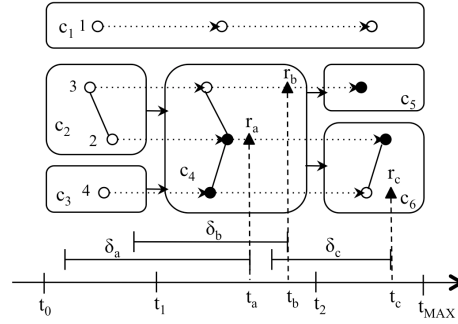 c1 1
3
rb
c5
c2
2
ra
c4
c3
4
rc
c6
δb
δa
δc
t0
t1
ta
tb
t2
tc
tMAX